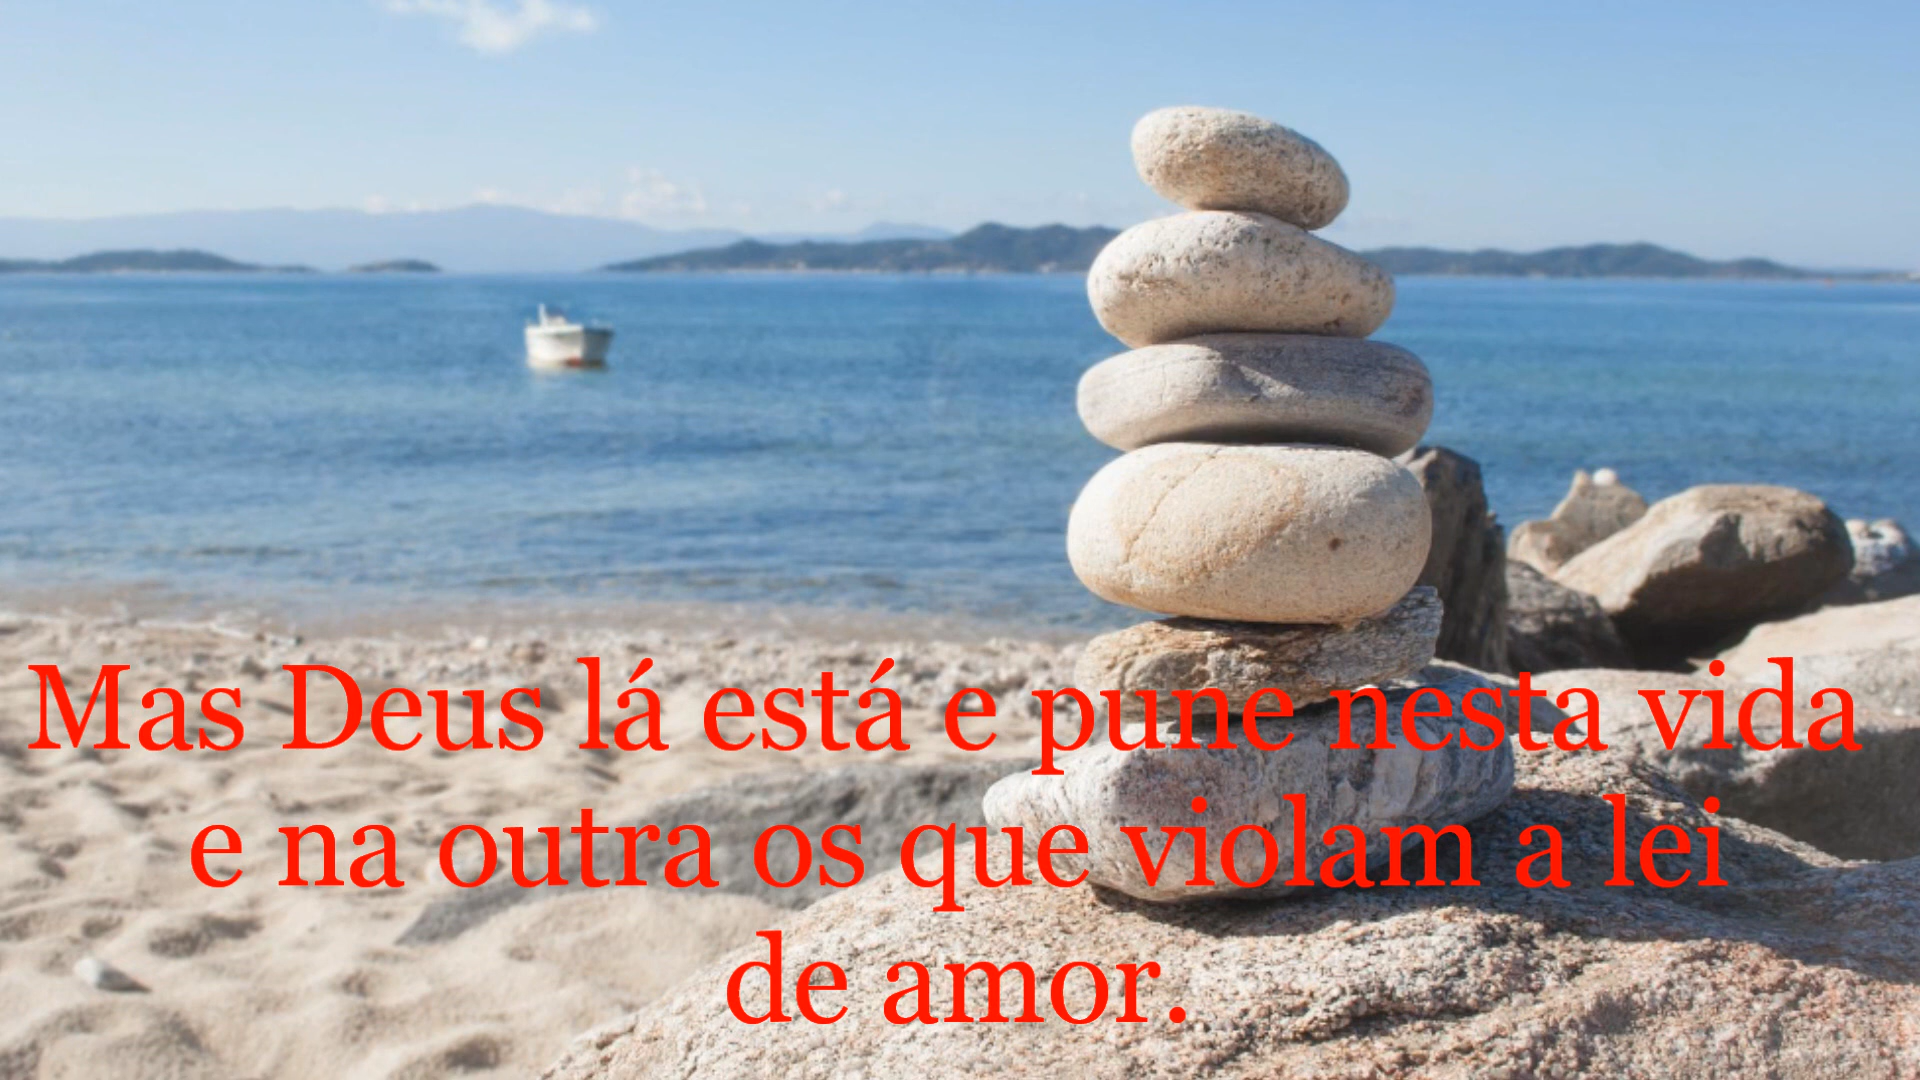 Mas Deus lá está e pune nesta vida
e na outra os que violam a lei
de amor.